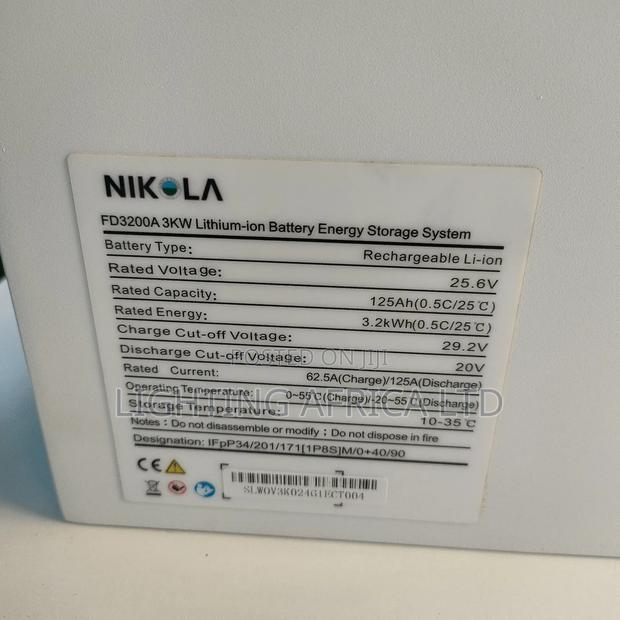 NIKOLA
FD3200A 3KW Lithium-ion Battery Energy Storage System
Battery Type: Rechargeable Li-ion
Rated Voltage: 25.6V
Rated Capacity: 125Ah(0.5C/25℃)
Rated Energy: 3.2kWh(0.5C/25℃)
Charge Cut-off Voltage: 29.2V
POSTED ON JIJI
Discharge Cut-off Voltage: 20V
Rated Current: 62.5A(Charge)/125A(Discharge)
LIGHTING AFRICA LTD
Operating Temperature: 0~55℃(Charge)/-20~55℃(Discharge)
Storage Temperature: 10-35℃
Notes : Do not disassemble or modify ; Do not dispose in fire
Designation: IFpP34/201/171[1P8S]M/0+40/90
CE
SLWOV3K024G1ECT004